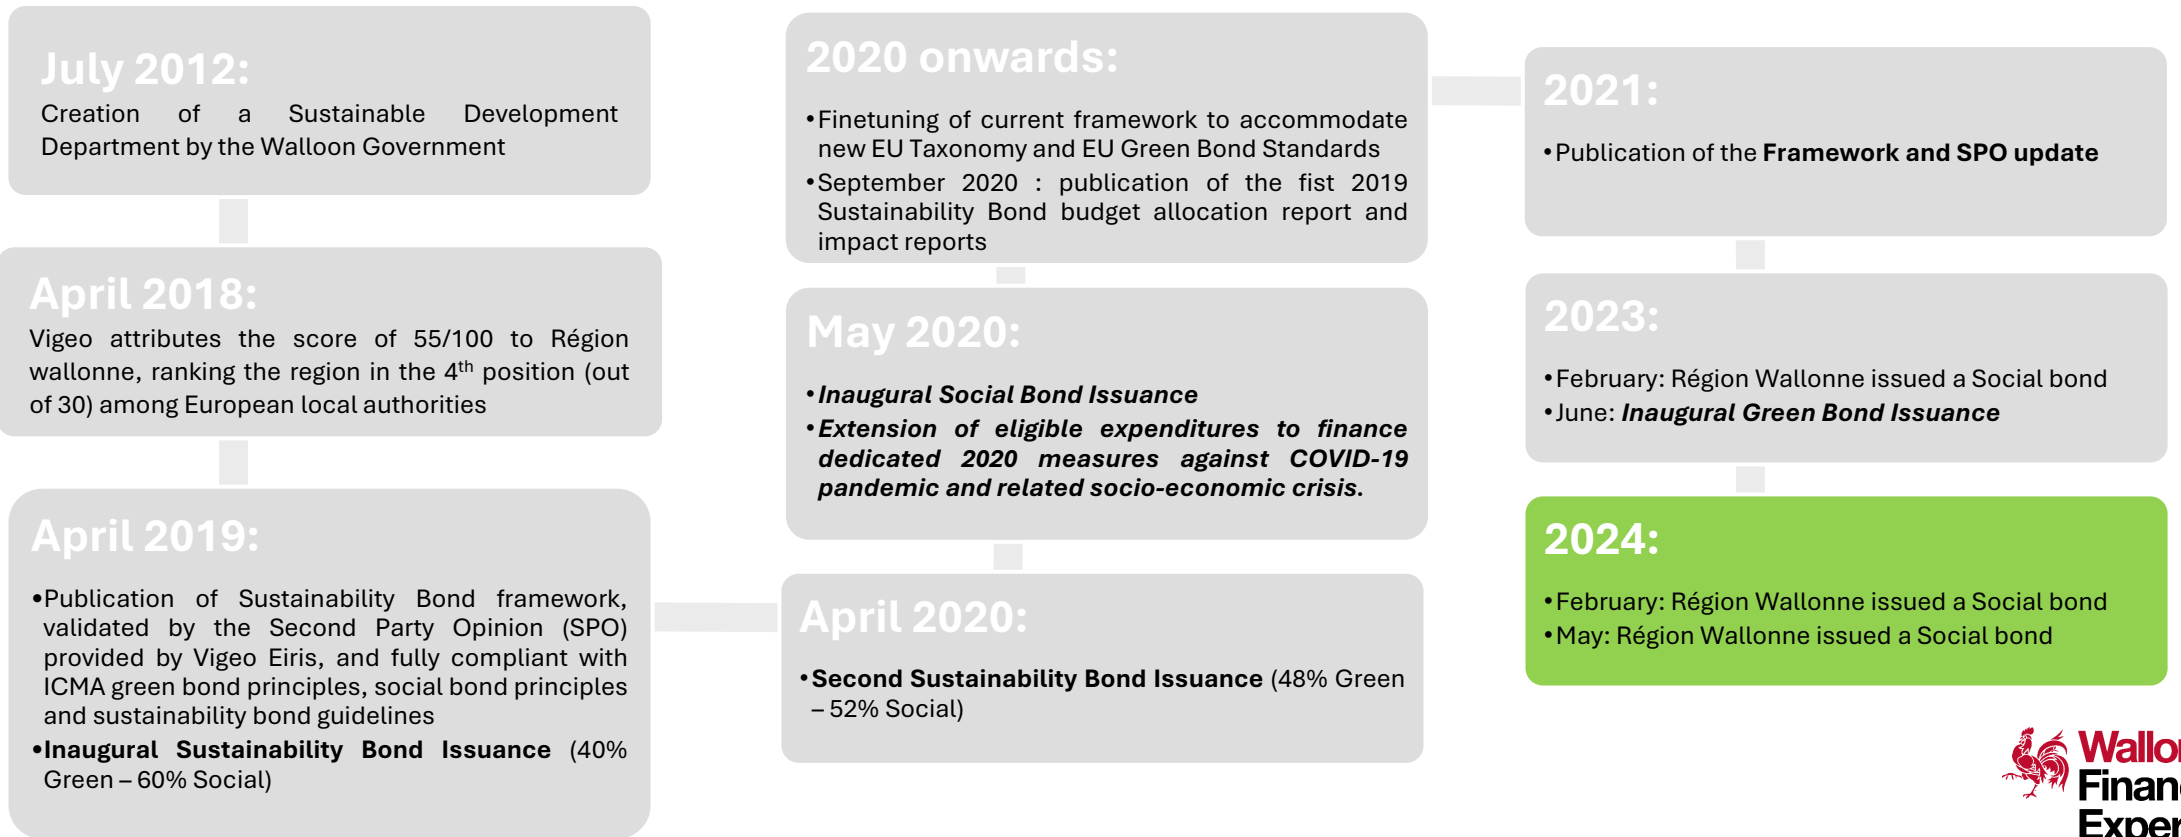 July 2012:
Creation of a Sustainable Development
Department by the Walloon Government
April 2018:
Vigeo attributes the score of 55/100 to Région
wallonne, ranking the region in the 4th position (out
of 30) among European local authorities
April 2019:
•Publication of Sustainability Bond framework,
validated by the Second Party Opinion (SPO)
provided by Vigeo Eiris, and fully compliant with
ICMA green bond principles, social bond principles
and sustainability bond guidelines
•Inaugural Sustainability Bond Issuance (40%
Green – 60% Social)
April 2020:
•Second Sustainability Bond Issuance (48% Green
– 52% Social)
May 2020:
•Inaugural Social Bond Issuance
•Extension of eligible expenditures to finance
dedicated 2020 measures against COVID-19
pandemic and related socio-economic crisis.
2020 onwards:
•Finetuning of current framework to accommodate
new EU Taxonomy and EU Green Bond Standards
•September 2020 : publication of the fist 2019
Sustainability Bond budget allocation report and
impact reports
2021:
•Publication of the Framework and SPO update
2023:
•February: Région Wallonne issued a Social bond
•June: Inaugural Green Bond Issuance
2024:
•February: Région Wallonne issued a Social bond
•May: Région Wallonne issued a Social bond